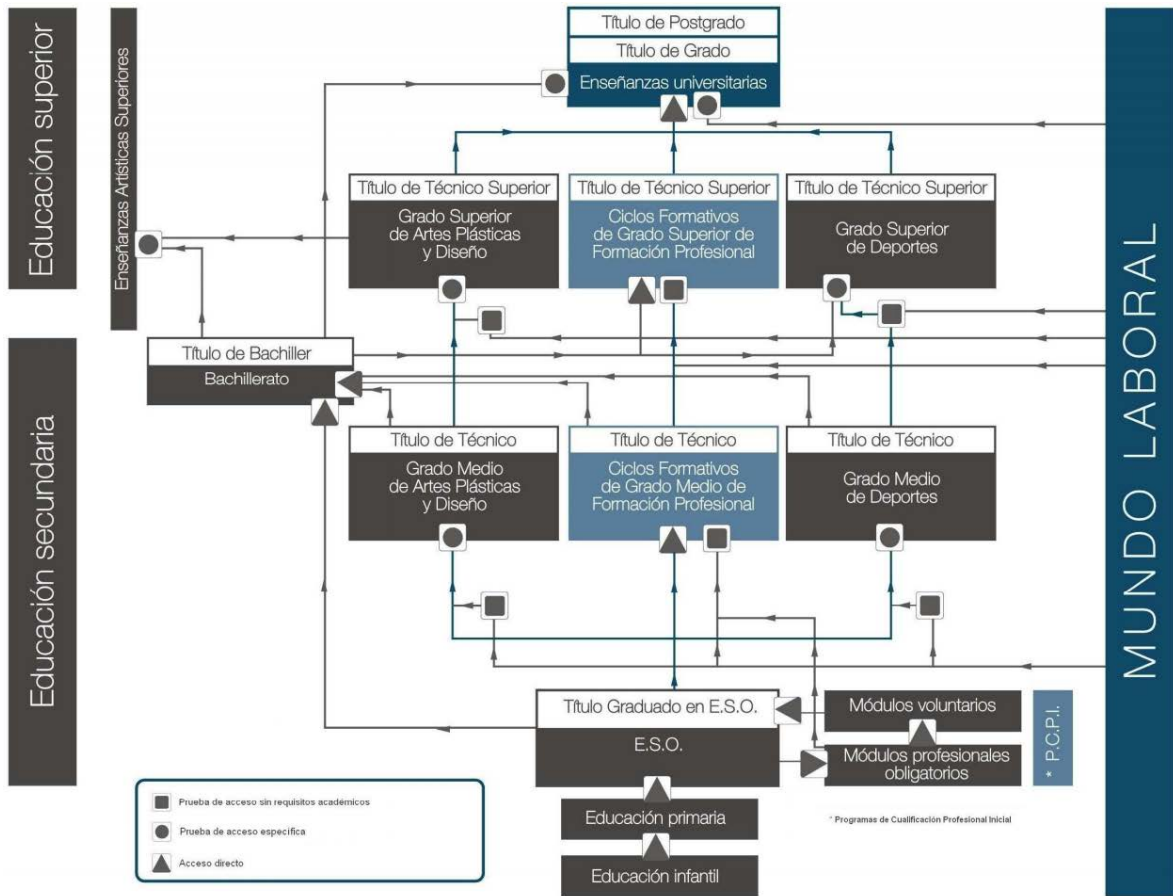 Educación superior
Enseñanzas Artísticas Superiores
Título de Postgrado
Título de Grado
Enseñanzas universitarias
Título de Técnico Superior
Grado Superior
de Artes Plásticas
y Diseño
Título de Técnico Superior
Ciclos Formativos
de Grado Superior de
Formación Profesional
Título de Técnico Superior
Grado Superior
de Deportes
MUNDO LABORAL
Educación secundaria
Título de Bachiller
Bachillerato
Título de Técnico
Grado Medio
de Artes Plásticas
y Diseño
Título de Técnico
Ciclos Formativos
de Grado Medio de
Formación Profesional
Título de Técnico
Grado Medio
de Deportes
Título Graduado en E.S.O.
E.S.O.
Módulos voluntarios
Módulos profesionales
obligatorios
* P.C.P.I.
Educación primaria
Educación infantil
* Programas de Cualificación Profesional Inicial
Prueba de acceso sin requisitos académicos
Prueba de acceso específica
Acceso directo